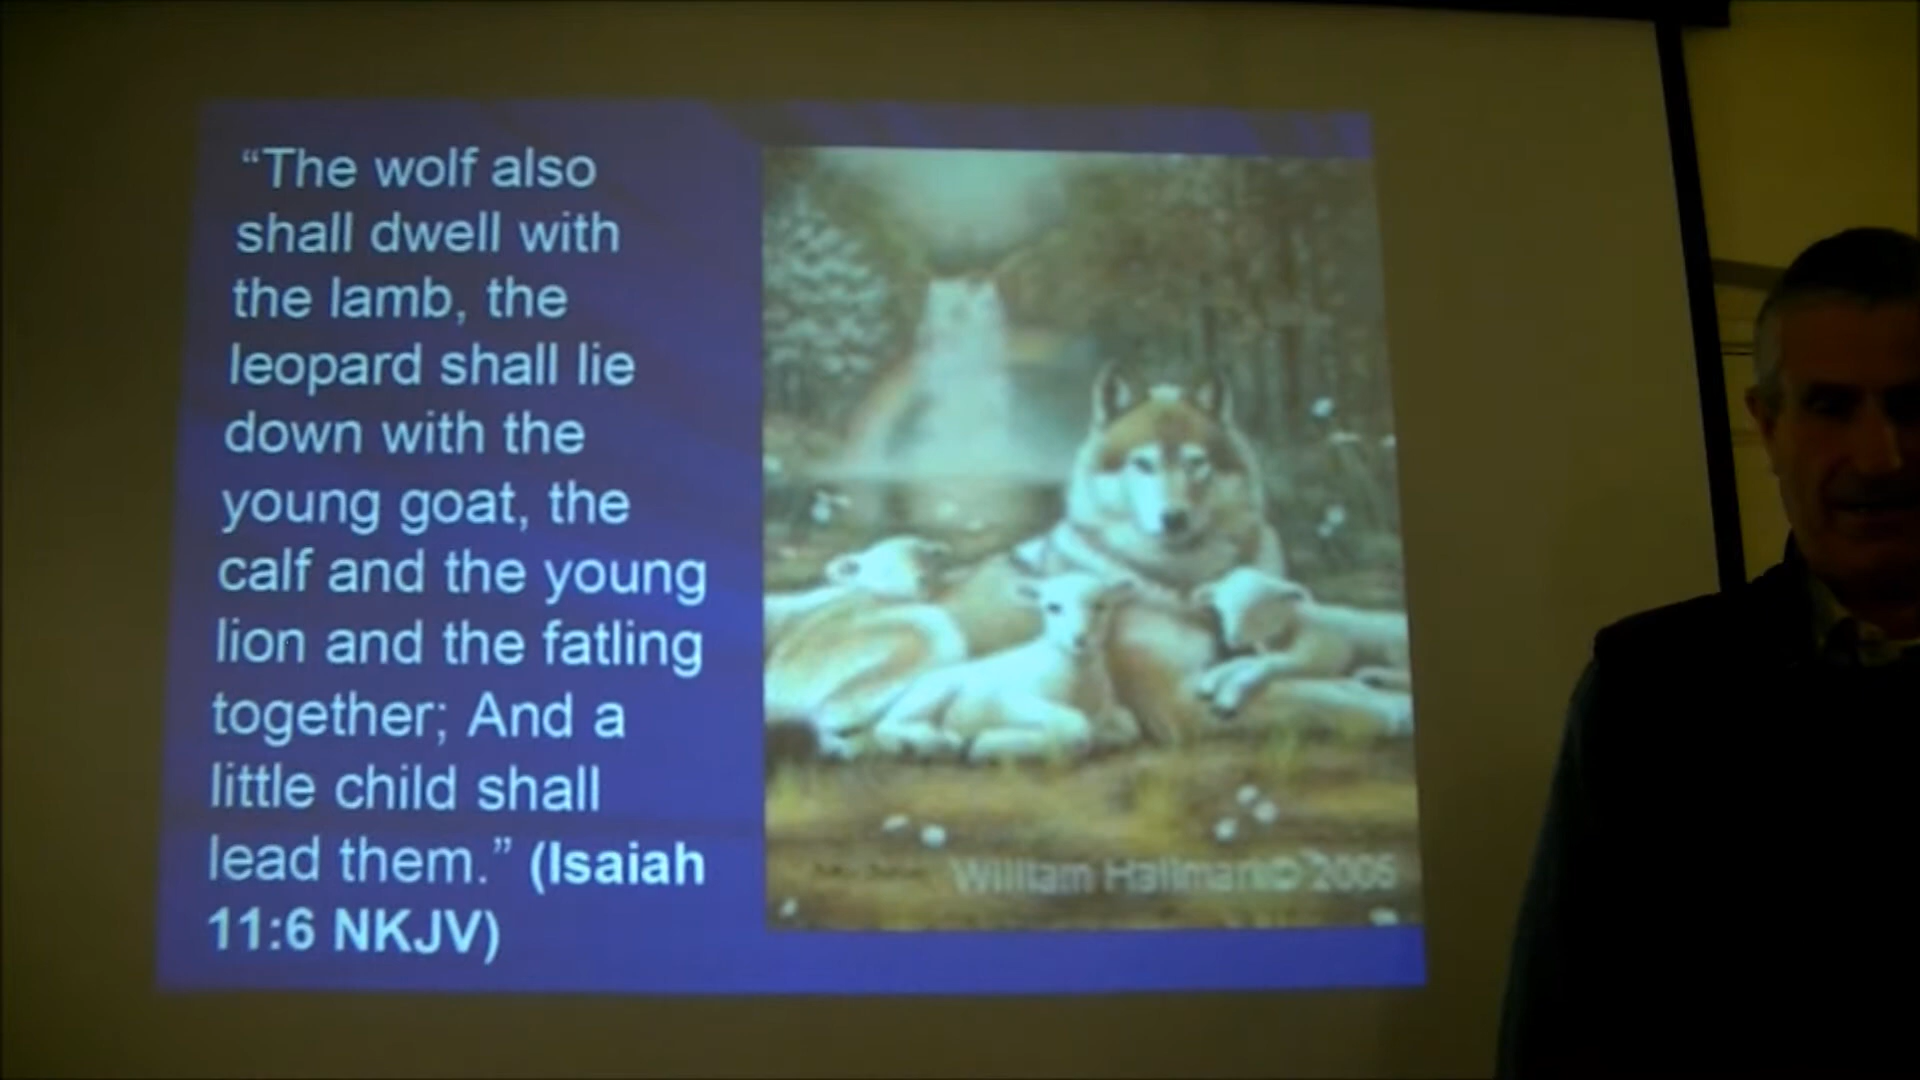 “The wolf also
shall dwell with
the lamb, the
leopard shall lie
down with the
young goat, the
calf and the young
lion and the fatling
together; And a
little child shall
lead them.” (Isaiah
11:6 NKJV)
William Hallman© 2005